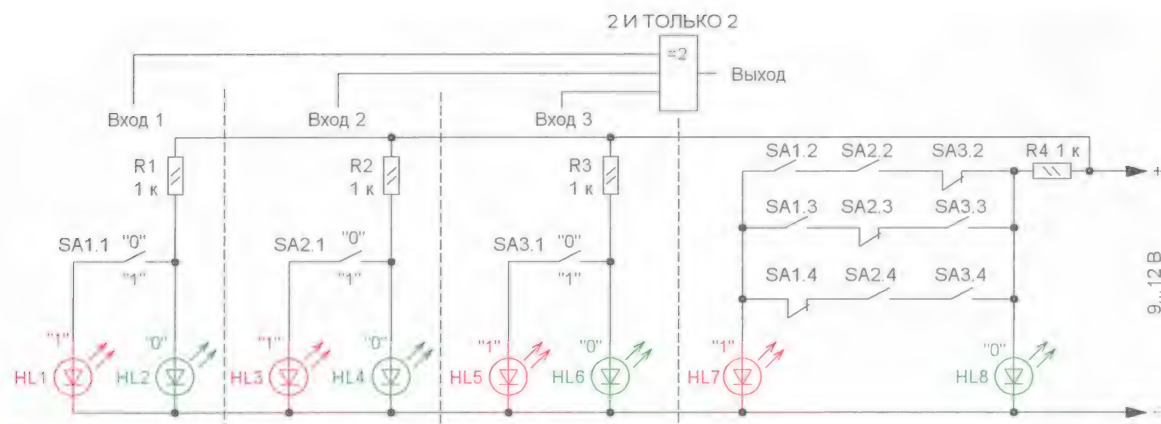 2 И ТОЛЬКО 2
=2
Выход
Вход 1
Вход 2
Вход 3
R1
1 к
R2
1 к
R3
1 к
SA1.2
SA2.2
SA3.2
R4 1 к
+
SA1.3
SA2.3
SA3.3
SA1.1
"0"
"1"
SA2.1
"0"
"1"
SA3.1
"0"
"1"
SA1.4
SA2.4
SA3.4
9...12 В
"1"
"0"
"1"
"0"
"1"
"0"
"1"
"0"
HL1
HL2
HL3
HL4
HL5
HL6
HL7
HL8
-